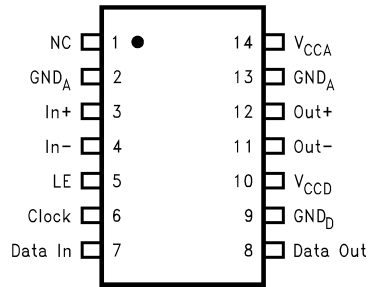 NC 1 14 VCCA
GNDA 2 13 GNDA
In+ 3 12 Out+
In- 4 11 Out-
LE 5 10 VCCD
Clock 6 9 GNDD
Data In 7 8 Data Out